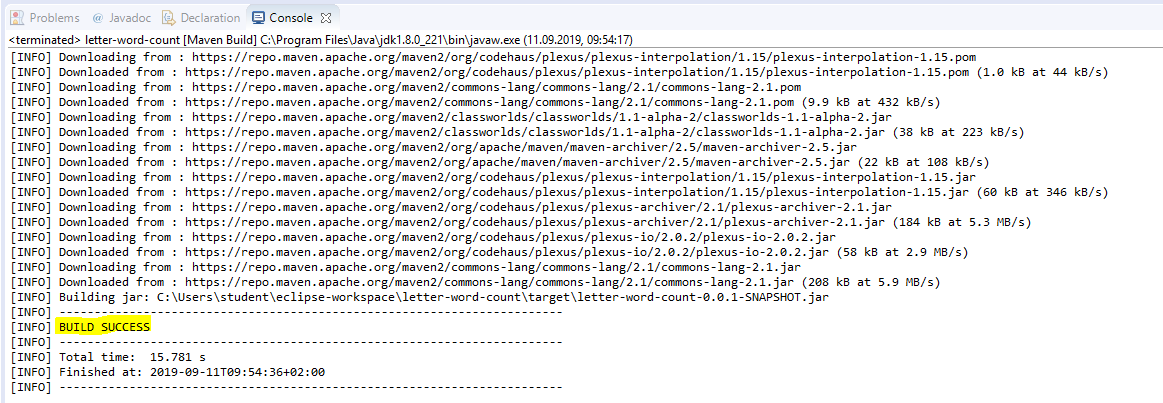 Problems @ Javadoc Declaration Console
<terminated> letter-word-count [Maven Build] C:\Program Files\Java\jdk1.8.0_221\bin\javaw.exe (11.09.2019, 09:54:17)
[INFO] Downloading from : https://repo.maven.apache.org/maven2/org/codehaus/plexus/plexus-interpolation/1.15/plexus-interpolation-1.15.pom
[INFO] Downloaded from : https://repo.maven.apache.org/maven2/org/codehaus/plexus/plexus-interpolation/1.15/plexus-interpolation-1.15.pom (1.0 kB at 44 kB/s)
[INFO] Downloading from : https://repo.maven.apache.org/maven2/commons-lang/commons-lang/2.1/commons-lang-2.1.pom
[INFO] Downloaded from : https://repo.maven.apache.org/maven2/commons-lang/commons-lang/2.1/commons-lang-2.1.pom (9.9 kB at 432 kB/s)
[INFO] Downloading from : https://repo.maven.apache.org/maven2/classworlds/classworlds/1.1-alpha-2/classworlds-1.1-alpha-2.jar
[INFO] Downloaded from : https://repo.maven.apache.org/maven2/classworlds/classworlds/1.1-alpha-2/classworlds-1.1-alpha-2.jar (38 kB at 223 kB/s)
[INFO] Downloading from : https://repo.maven.apache.org/maven2/org/apache/maven/maven-archiver/2.5/maven-archiver-2.5.jar
[INFO] Downloaded from : https://repo.maven.apache.org/maven2/org/apache/maven/maven-archiver/2.5/maven-archiver-2.5.jar (22 kB at 108 kB/s)
[INFO] Downloading from : https://repo.maven.apache.org/maven2/org/codehaus/plexus/plexus-interpolation/1.15/plexus-interpolation-1.15.jar
[INFO] Downloaded from : https://repo.maven.apache.org/maven2/org/codehaus/plexus/plexus-interpolation/1.15/plexus-interpolation-1.15.jar (60 kB at 346 kB/s)
[INFO] Downloading from : https://repo.maven.apache.org/maven2/org/codehaus/plexus/plexus-archiver/2.1/plexus-archiver-2.1.jar
[INFO] Downloaded from : https://repo.maven.apache.org/maven2/org/codehaus/plexus/plexus-archiver/2.1/plexus-archiver-2.1.jar (184 kB at 5.3 MB/s)
[INFO] Downloading from : https://repo.maven.apache.org/maven2/org/codehaus/plexus/plexus-io/2.0.2/plexus-io-2.0.2.jar
[INFO] Downloaded from : https://repo.maven.apache.org/maven2/org/codehaus/plexus/plexus-io/2.0.2/plexus-io-2.0.2.jar (58 kB at 2.9 MB/s)
[INFO] Downloading from : https://repo.maven.apache.org/maven2/commons-lang/commons-lang/2.1/commons-lang-2.1.jar
[INFO] Downloaded from : https://repo.maven.apache.org/maven2/commons-lang/commons-lang/2.1/commons-lang-2.1.jar (208 kB at 5.9 MB/s)
[INFO] Building jar: C:\Users\student\eclipse-workspace\letter-word-count\target\letter-word-count-0.0.1-SNAPSHOT.jar
[INFO] ------------------------------------------------------------------------
[INFO] BUILD SUCCESS
[INFO] ------------------------------------------------------------------------
[INFO] Total time:  15.781 s
[INFO] Finished at: 2019-09-11T09:54:36+02:00
[INFO] ------------------------------------------------------------------------